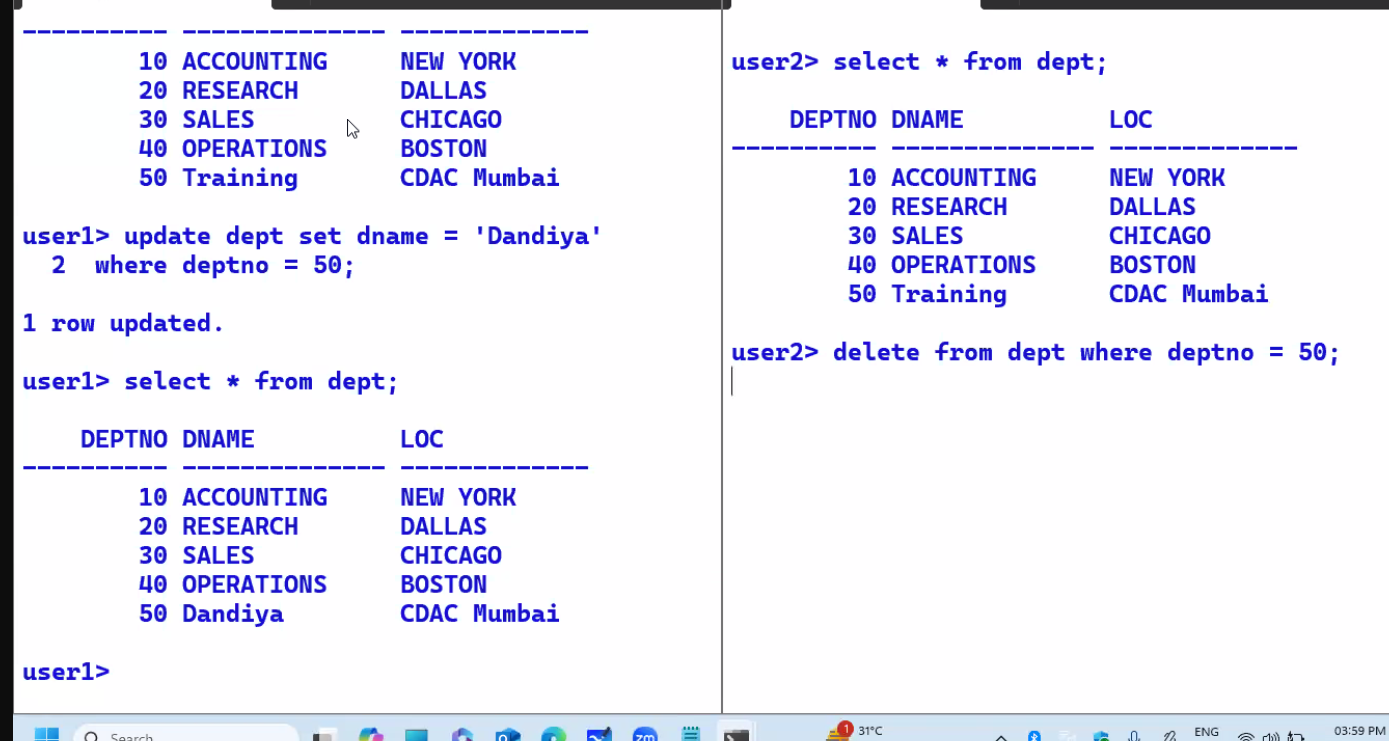 ---------- -------------- -------------
        10 ACCOUNTING     NEW YORK
        20 RESEARCH       DALLAS
        30 SALES          CHICAGO
        40 OPERATIONS     BOSTON
        50 Training       CDAC Mumbai
user1> update dept set dname = 'Dandiya'
  2  where deptno = 50;
1 row updated.
user1> select * from dept;
    DEPTNO DNAME          LOC
---------- -------------- -------------
        10 ACCOUNTING     NEW YORK
        20 RESEARCH       DALLAS
        30 SALES          CHICAGO
        40 OPERATIONS     BOSTON
        50 Dandiya        CDAC Mumbai
user1>
user2> select * from dept;
    DEPTNO DNAME          LOC
---------- -------------- -------------
        10 ACCOUNTING     NEW YORK
        20 RESEARCH       DALLAS
        30 SALES          CHICAGO
        40 OPERATIONS     BOSTON
        50 Training       CDAC Mumbai
user2> delete from dept where deptno = 50;
Search
1
31°C
ENG
03:59 PM